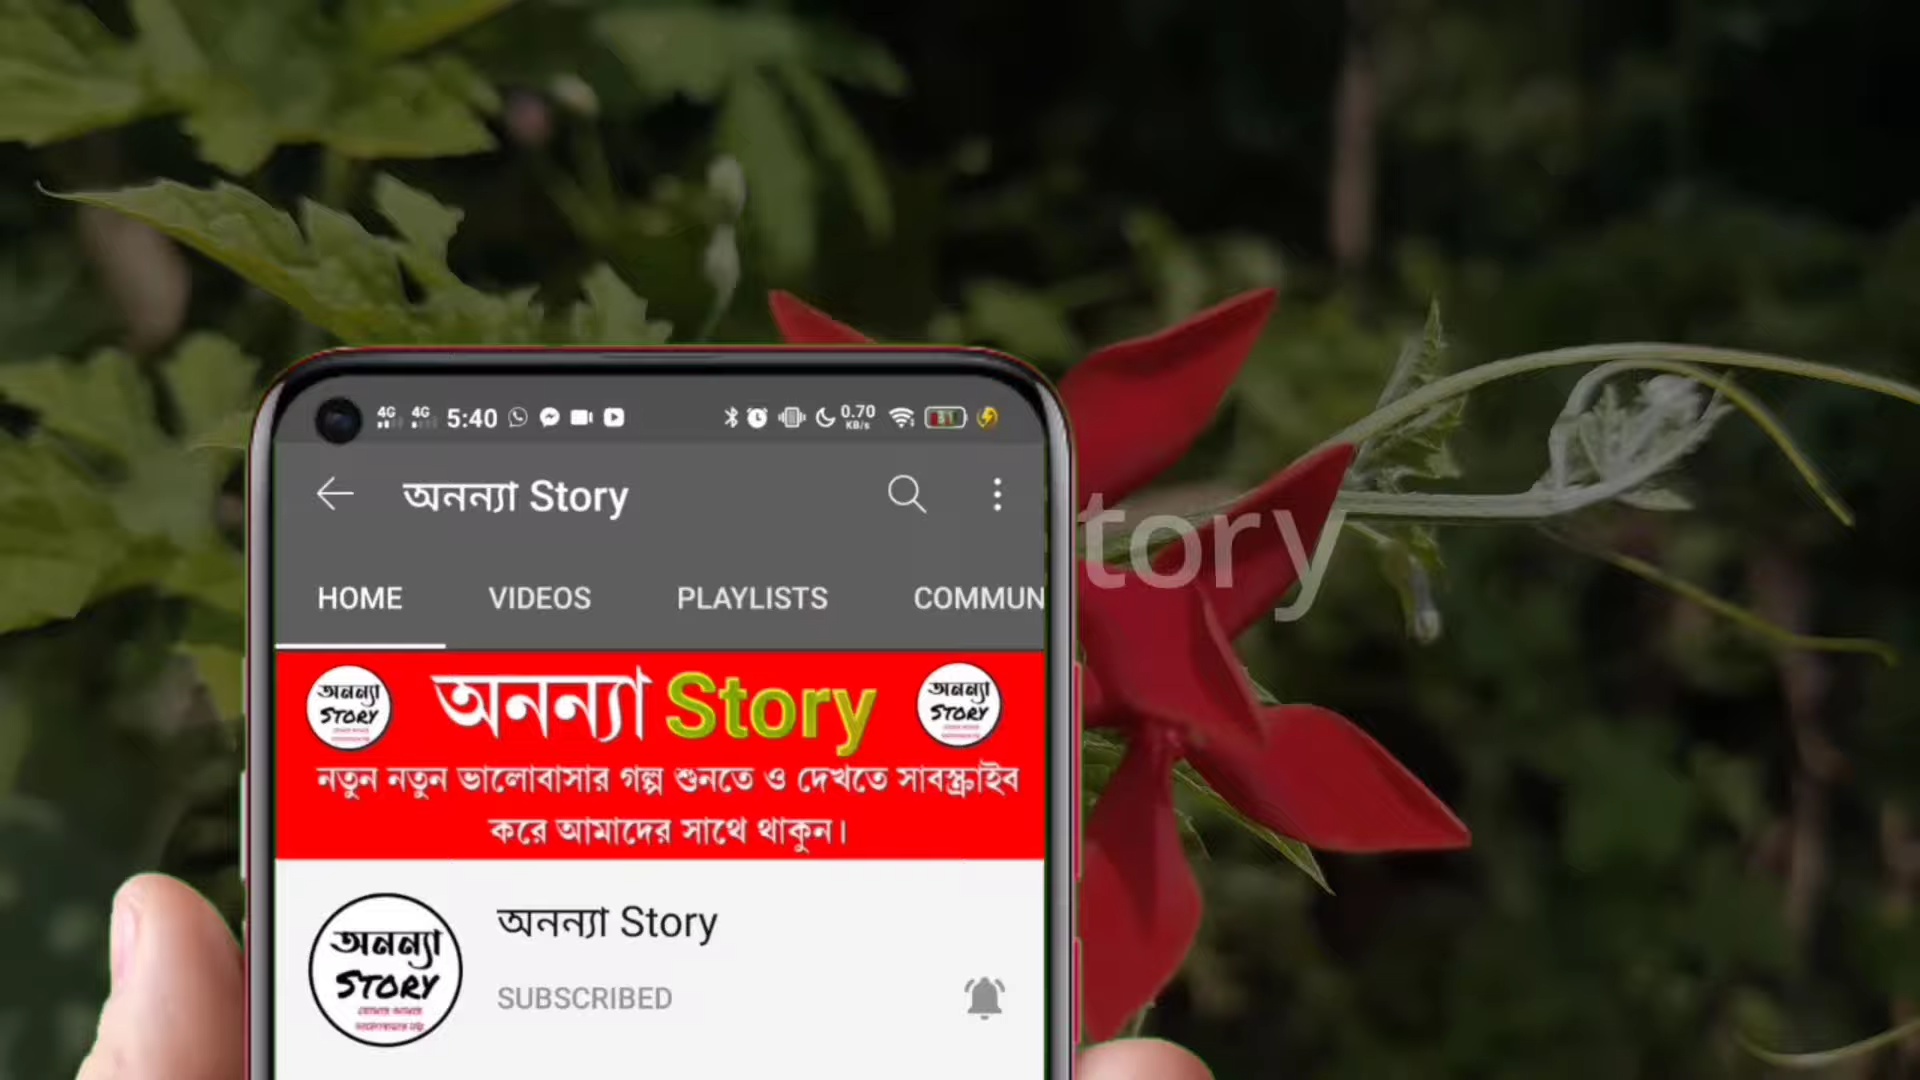 4G 4G 5:40 0.70 KB/s
অনন্যা Story
HOME VIDEOS PLAYLISTS COMMUN
tory
অনন্যা STORY
অনন্যা Story
অনন্যা STORY
নতুন নতুন ভালোবাসার গল্প শুনতে ও দেখতে সাবস্ক্রাইব
করে আমাদের সাথে থাকুন।
অনন্যা
STORY
অনন্যা Story
SUBSCRIBED